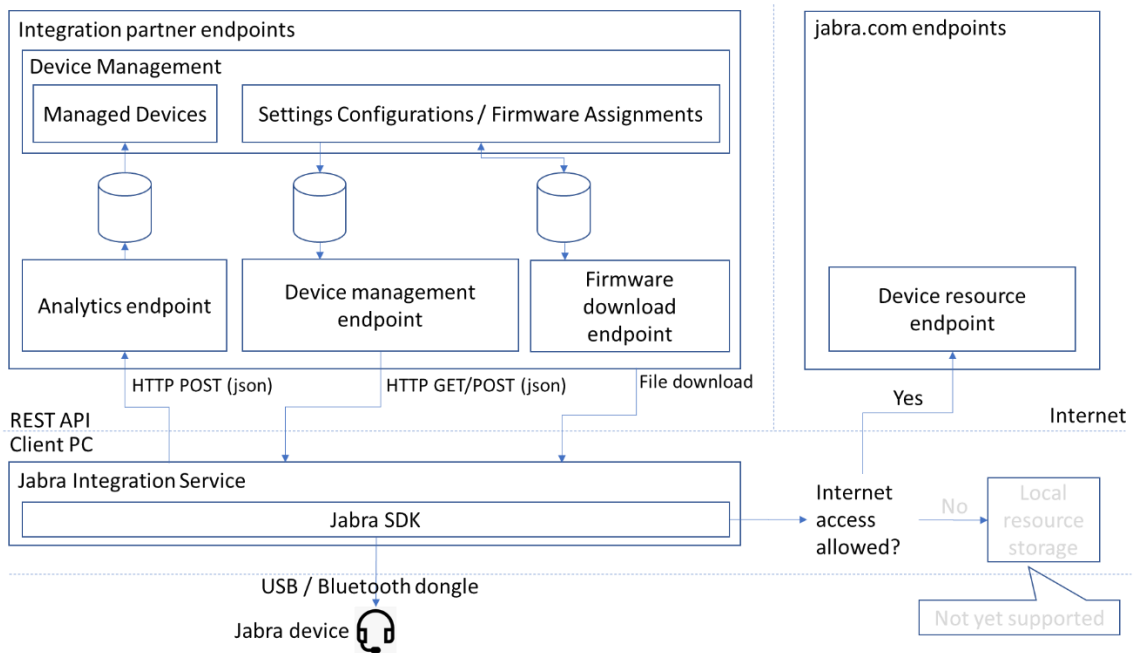 Integration partner endpoints
Device Management
Managed Devices
Settings Configurations / Firmware Assignments
Analytics endpoint
Device management
endpoint
Firmware
download
endpoint
jabra.com endpoints
Device resource
endpoint
HTTP POST (json)
HTTP GET/POST (json)
File download
Yes
REST API
Internet
Client PC
Jabra Integration Service
Jabra SDK
Internet
access
allowed?
No
Local
resource
storage
Not yet supported
USB / Bluetooth dongle
Jabra device